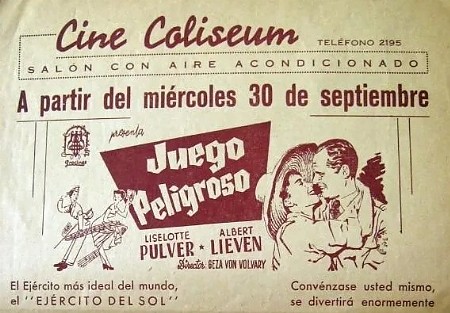 Cine Coliseum
TELÉFONO 2195
SALÓN CON AIRE ACONDICIONADO
A partir del miércoles 30 de septiembre
presenta
Juego
Peligroso
LISELOTTE PULVER * ALBERT LIEVEN
Director: GEZA VON VOLVARY
El Ejército más ideal del mundo,
el "EJÉRCITO DEL SOL"
Convénzase usted mismo,
se divertirá enormemente